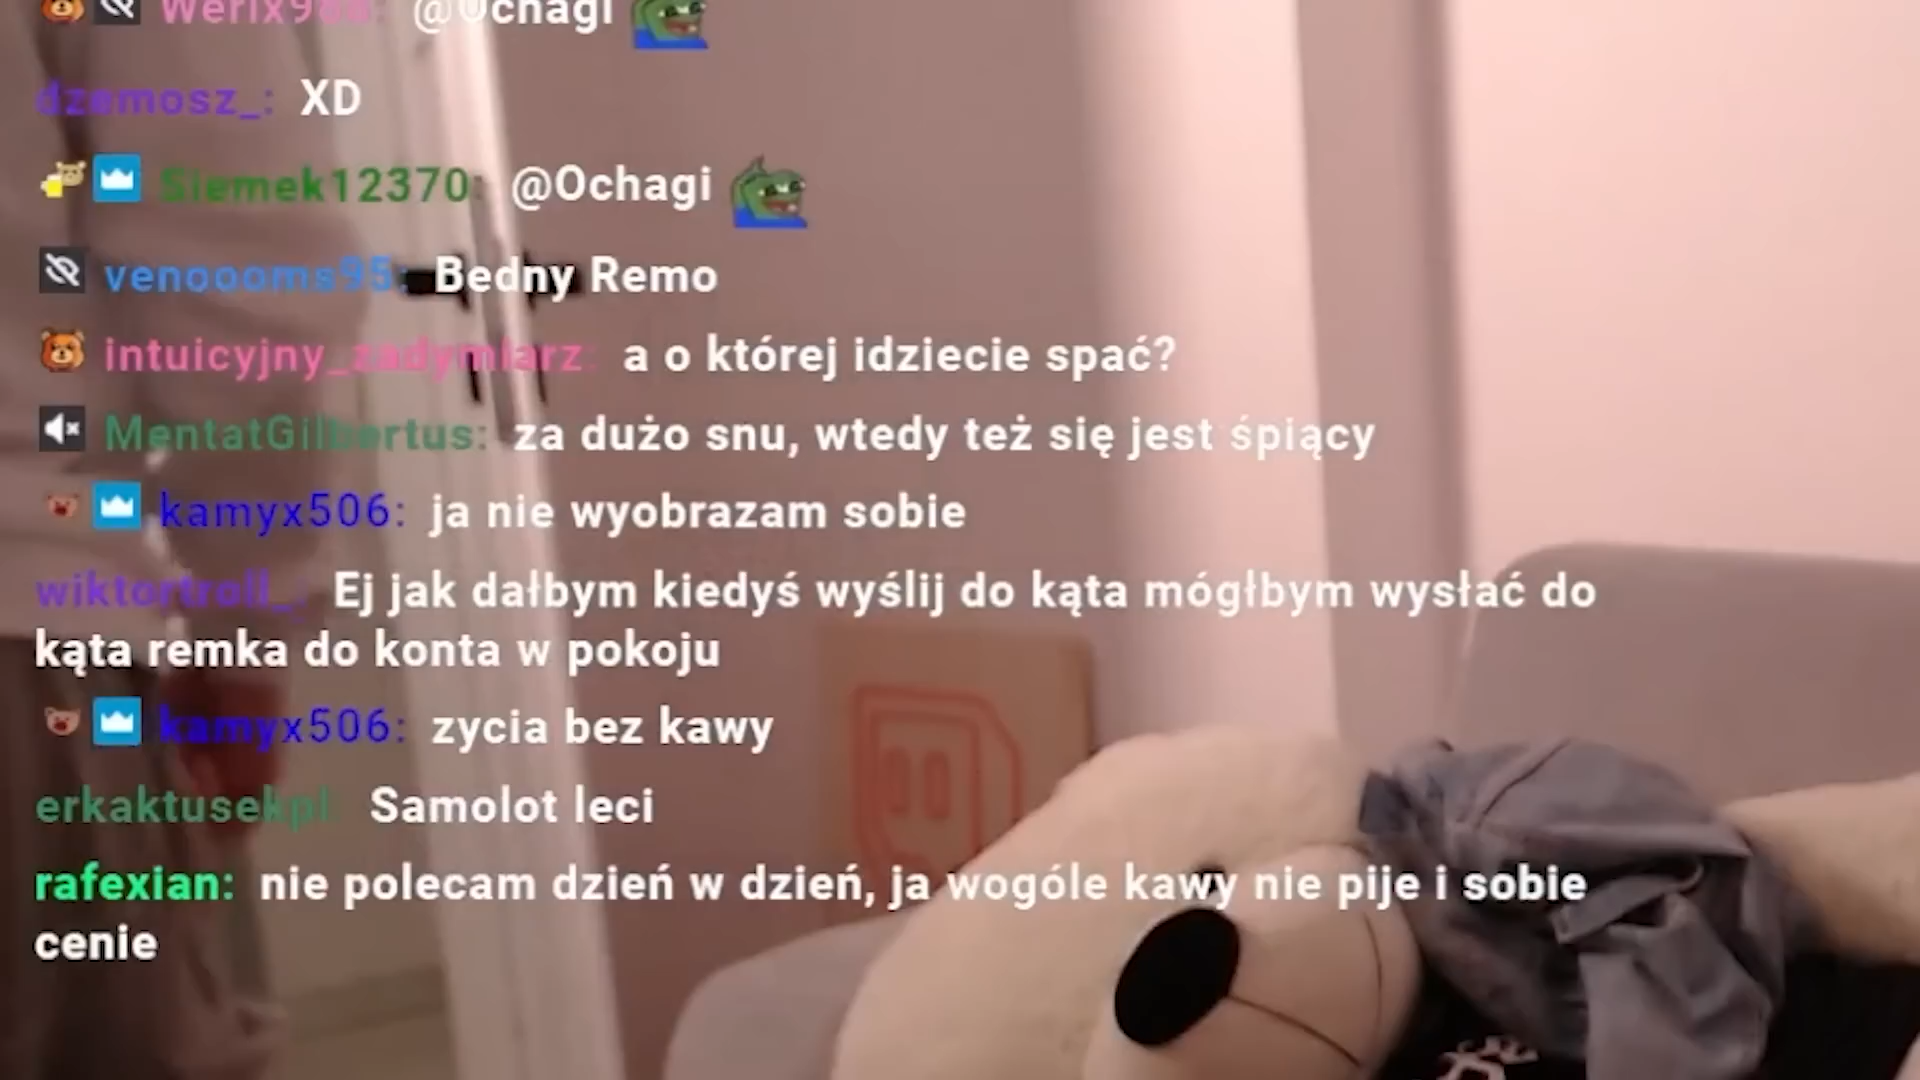 @Ochagi
dzemosz_: XD
Siemek12370: @Ochagi
venoooms95: Bedny Remo
intuicyjny_zadymiarz: a o której idziecie spać?
MentatGilbertus: za dużo snu, wtedy też się jest śpiący
kamyx506: ja nie wyobrazam sobie
wiktortroll_: Ej jak dałbym kiedyś wyślij do kąta mógłbym wysłać do
kąta remka do konta w pokoju
kamyx506: zycia bez kawy
erkaktusekpl: Samolot leci
rafexian: nie polecam dzień w dzień, ja wogóle kawy nie pije i sobie
cenie